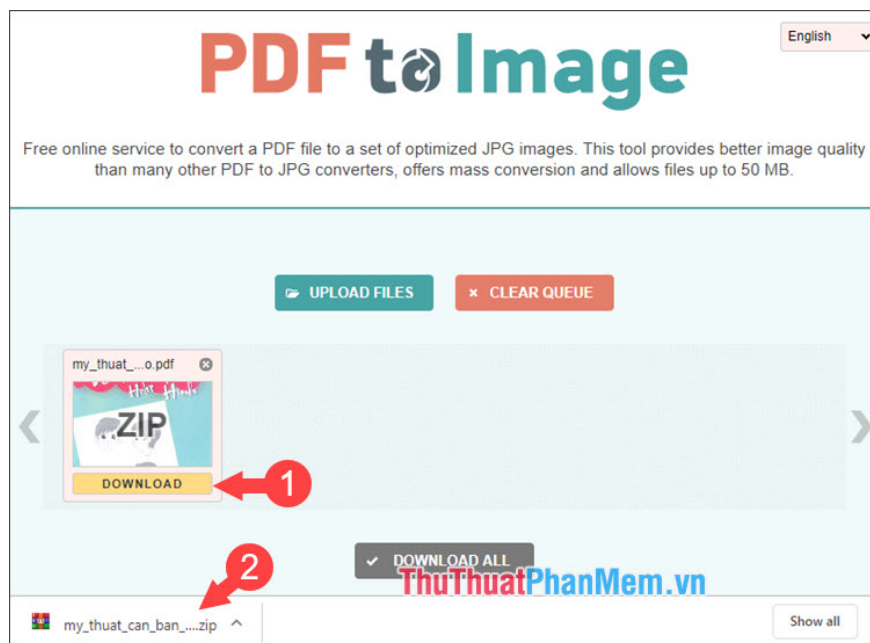 PDF to Image
English
Free online service to convert a PDF file to a set of optimized JPG images. This tool provides better image quality
than many other PDF to JPG converters, offers mass conversion and allows files up to 50 MB.
UPLOAD FILES
CLEAR QUEUE
my_thuat_...o.pdf
ZIP
DOWNLOAD
1
DOWNLOAD ALL
ThuThuatPhanMem.vn
2
my_thuat_can_ban_....zip
Show all